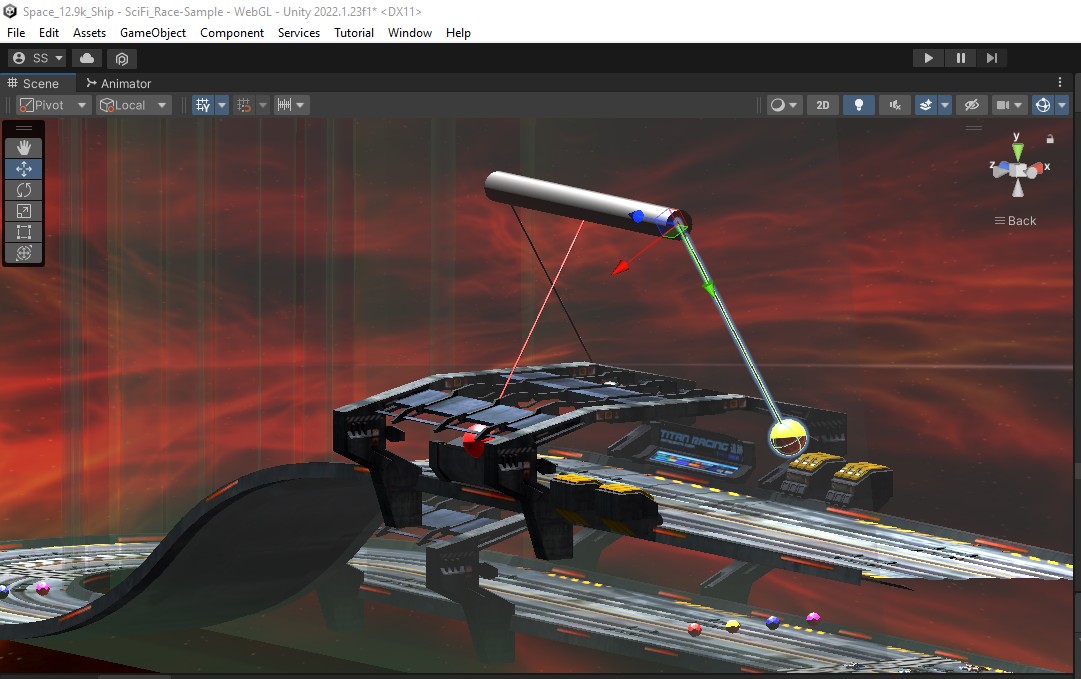 Space_12.9k_Ship - SciFi_Race-Sample - WebGL - Unity 2022.1.23f1* <DX11>
File Edit Assets GameObject Component Services Tutorial Window Help
SS
Scene Animator
Pivot Local 2D
y
z x
Back
TITAN RACING